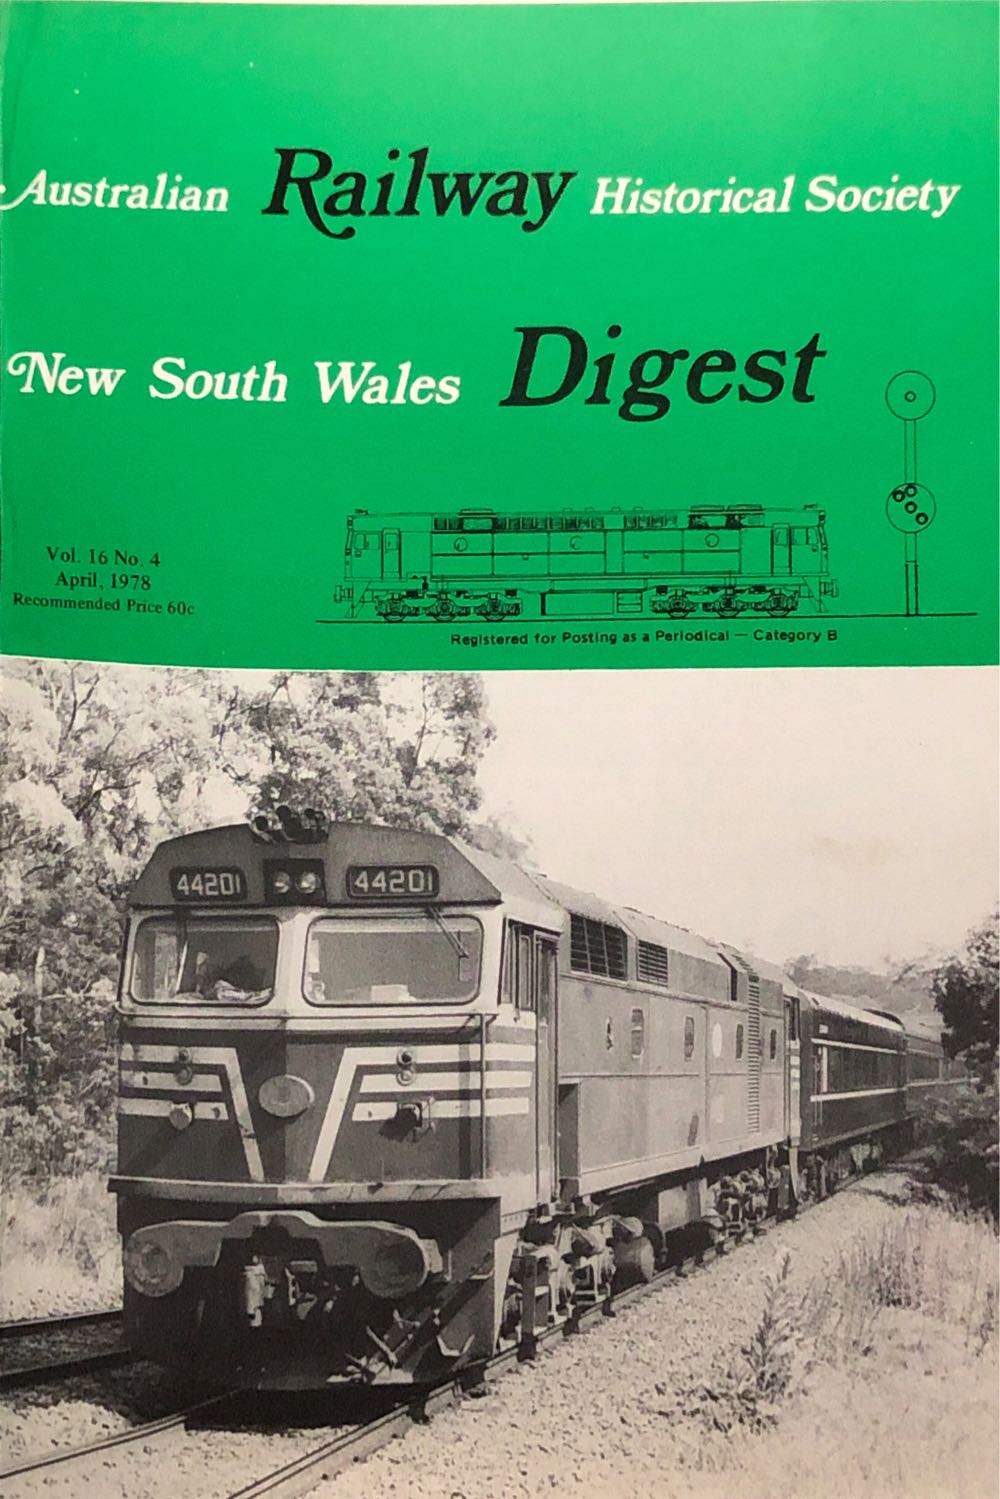 Australian Railway Historical Society
New South Wales Digest
Vol. 16 No. 4
April, 1978
Recommended Price 60c
Registered for Posting as a Periodical — Category B
44201 44201